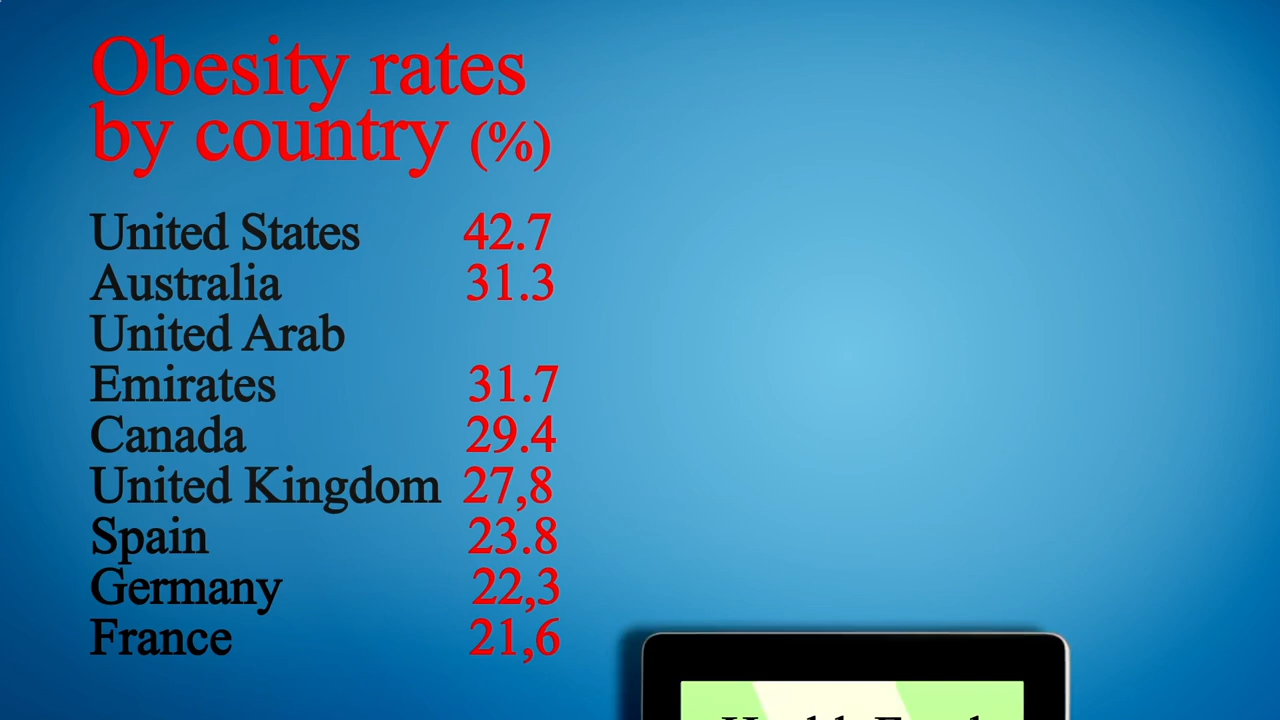 Obesity rates
by country (%)
United States 42.7
Australia 31.3
United Arab
Emirates 31.7
Canada 29.4
United Kingdom 27,8
Spain 23.8
Germany 22,3
France 21,6